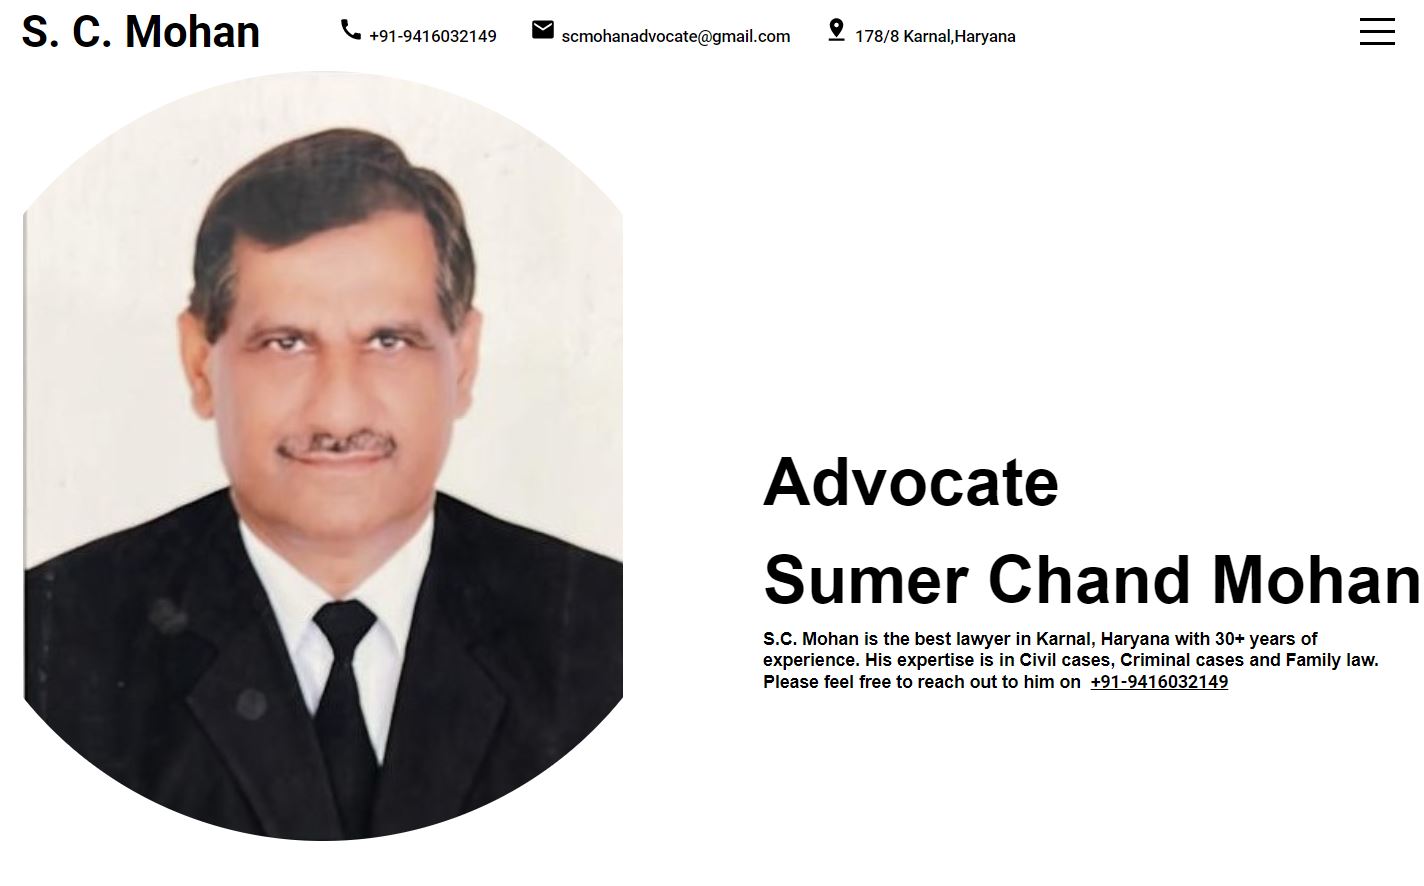 S. C. Mohan
+91-9416032149
scmohanadvocate@gmail.com
178/8 Karnal,Haryana
Advocate
Sumer Chand Mohan
S.C. Mohan is the best lawyer in Karnal, Haryana with 30+ years of
experience. His expertise is in Civil cases, Criminal cases and Family law.
Please feel free to reach out to him on +91-9416032149